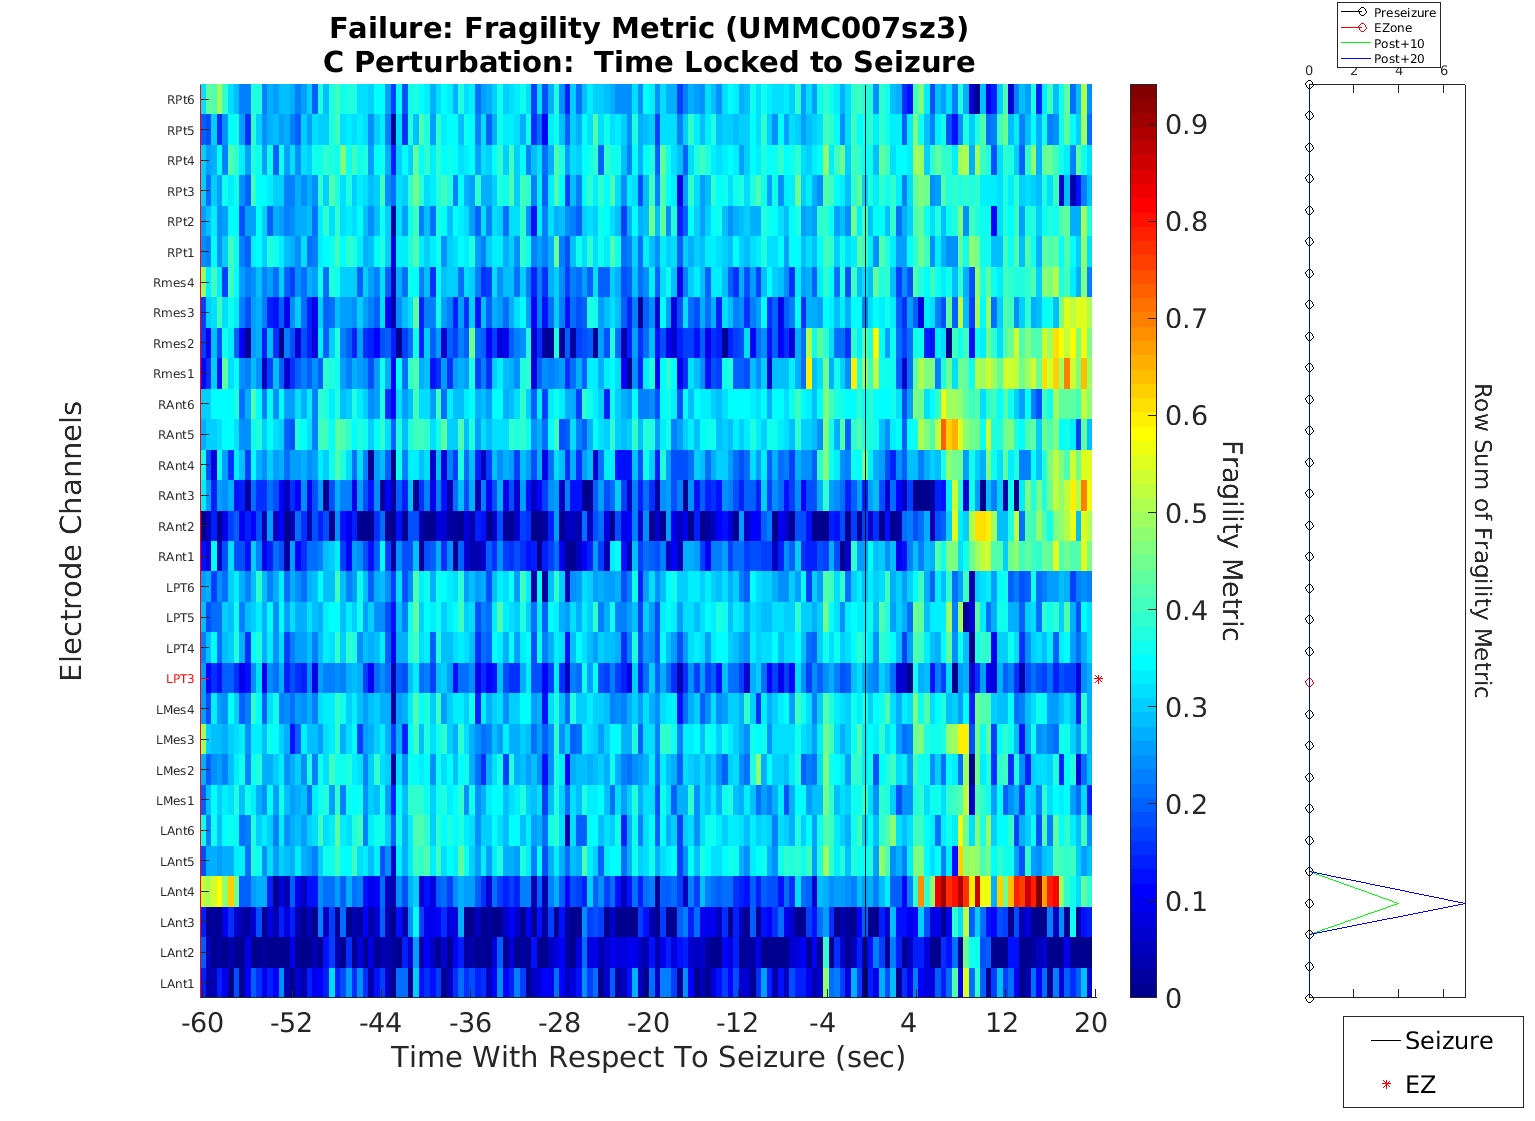 Failure: Fragility Metric (UMMC007sz3)
C Perturbation:  Time Locked to Seizure
Electrode Channels
RPt6
RPt5
RPt4
RPt3
RPt2
RPt1
Rmes4
Rmes3
Rmes2
Rmes1
RAnt6
RAnt5
RAnt4
RAnt3
RAnt2
RAnt1
LPT6
LPT5
LPT4
LPT3
LMes4
LMes3
LMes2
LMes1
LAnt6
LAnt5
LAnt4
LAnt3
LAnt2
LAnt1
-60 -52 -44 -36 -28 -20 -12 -4 4 12 20
Time With Respect To Seizure (sec)
0.9
0.8
0.7
0.6
0.5
0.4
0.3
0.2
0.1
0
Fragility Metric
Preseizure
EZone
Post+10
Post+20
0 2 4 6
Row Sum of Fragility Metric
Seizure
EZ